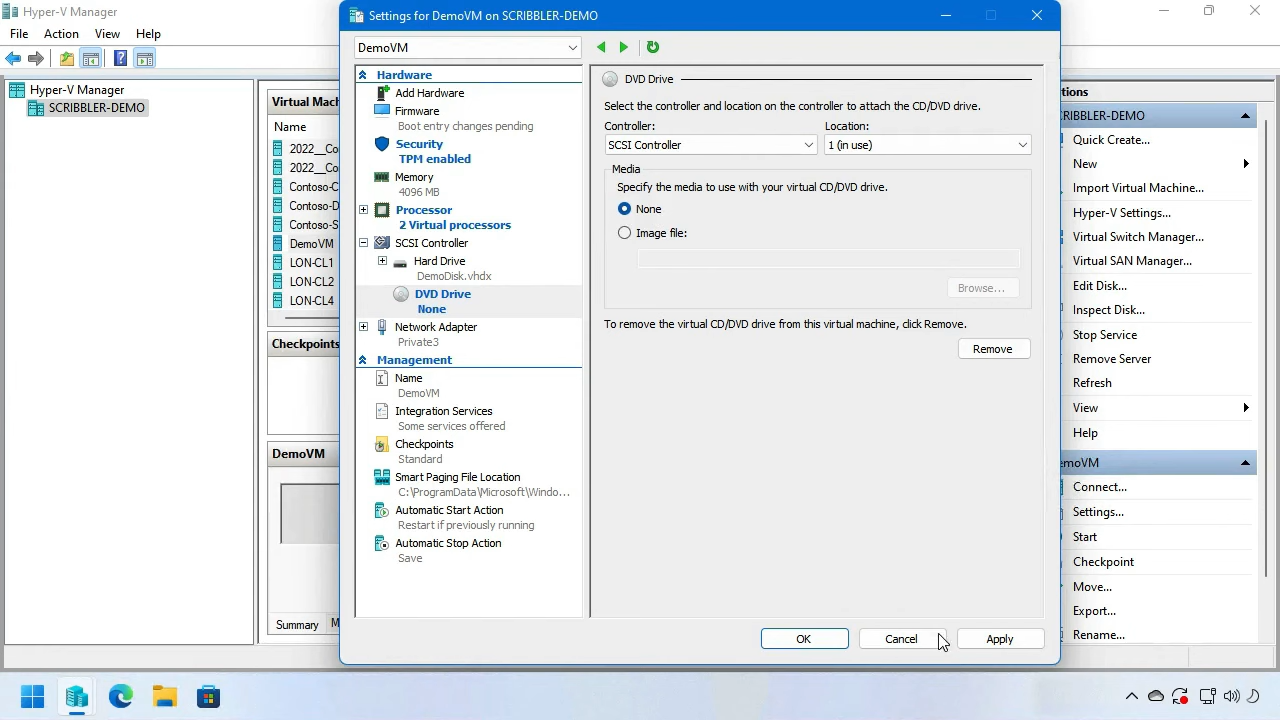 Hyper-V Manager
File Action View Help
Hyper-V Manager
SCRIBBLER-DEMO
Virtual Mach
Name
2022__Co
2022__Co
Contoso-C
Contoso-D
Contoso-S
DemoVM
LON-CL1
LON-CL2
LON-CL4
Checkpoints
DemoVM
Summary M
Settings for DemoVM on SCRIBBLER-DEMO
DemoVM
Hardware
Add Hardware
Firmware
Boot entry changes pending
Security
TPM enabled
Memory
4096 MB
Processor
2 Virtual processors
SCSI Controller
Hard Drive
DemoDisk.vhdx
DVD Drive
None
Network Adapter
Private3
Management
Name
DemoVM
Integration Services
Some services offered
Checkpoints
Standard
Smart Paging File Location
C:\ProgramData\Microsoft\Windo...
Automatic Start Action
Restart if previously running
Automatic Stop Action
Save
DVD Drive
Select the controller and location on the controller to attach the CD/DVD drive.
Controller: Location:
SCSI Controller 1 (in use)
Media
Specify the media to use with your virtual CD/DVD drive.
None
Image file:
Browse...
To remove the virtual CD/DVD drive from this virtual machine, click Remove.
Remove
OK Cancel Apply
tions
RIBBLER-DEMO
Quick Create...
New
Import Virtual Machine...
Hyper-V Settings...
Virtual Switch Manager...
Virtual SAN Manager...
Edit Disk...
Inspect Disk...
Stop Service
Remove Server
Refresh
View
Help
emoVM
Connect...
Settings...
Start
Checkpoint
Move...
Export...
Rename...